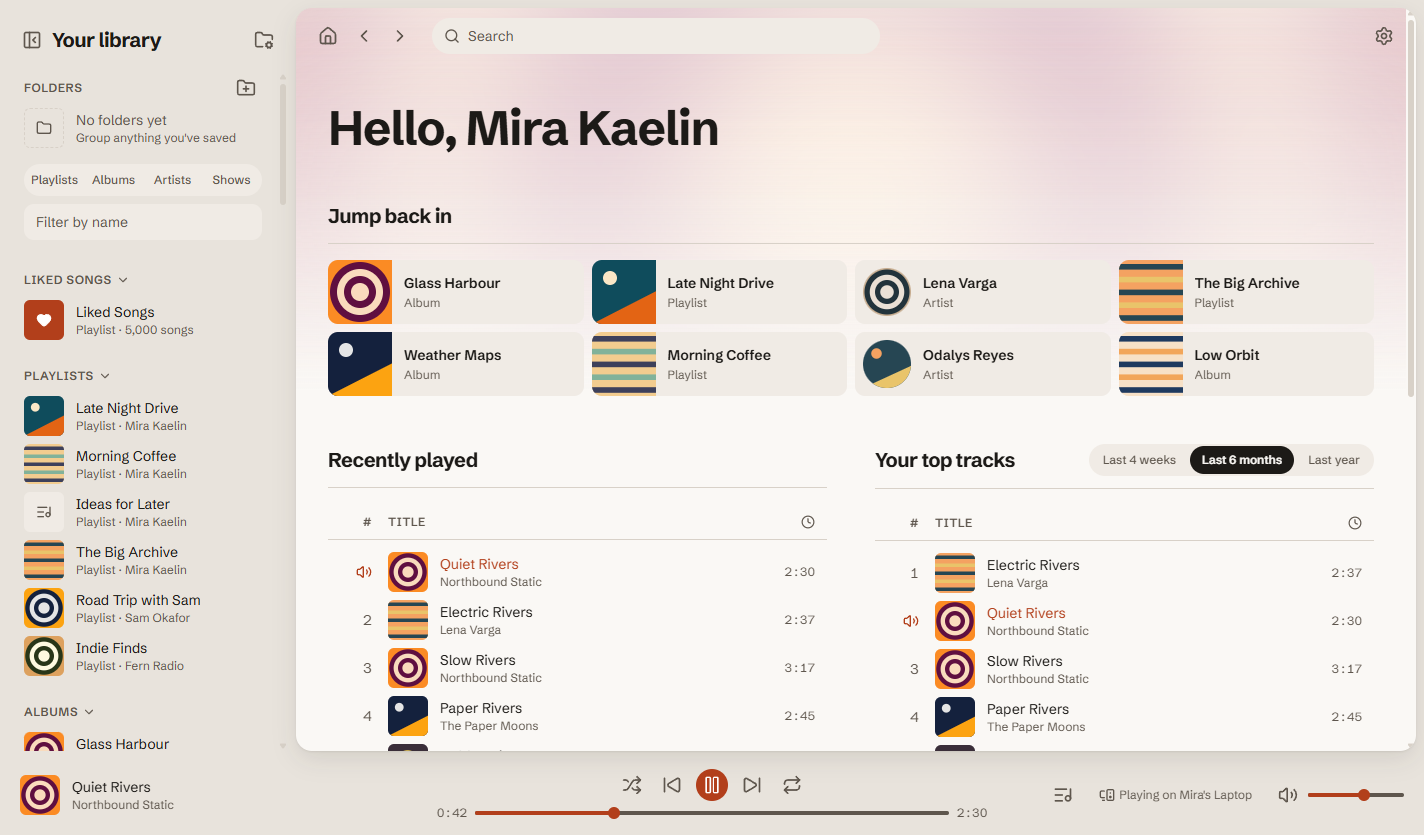 Your library
FOLDERS
No folders yet
Group anything you've saved
Playlists Albums Artists Shows
Filter by name
LIKED SONGS
Liked Songs
Playlist · 5,000 songs
PLAYLISTS
Late Night Drive
Playlist · Mira Kaelin
Morning Coffee
Playlist · Mira Kaelin
Ideas for Later
Playlist · Mira Kaelin
The Big Archive
Playlist · Mira Kaelin
Road Trip with Sam
Playlist · Sam Okafor
Indie Finds
Playlist · Fern Radio
ALBUMS
Glass Harbour
Search
Hello, Mira Kaelin
Jump back in
Glass Harbour
Album
Late Night Drive
Playlist
Lena Varga
Artist
The Big Archive
Playlist
Weather Maps
Album
Morning Coffee
Playlist
Odalys Reyes
Artist
Low Orbit
Album
Recently played
# TITLE
Quiet Rivers
Northbound Static
2:30
2 Electric Rivers
Lena Varga
2:37
3 Slow Rivers
Northbound Static
3:17
4 Paper Rivers
The Paper Moons
2:45
Your top tracks
Last 4 weeks Last 6 months Last year
# TITLE
1 Electric Rivers
Lena Varga
2:37
Quiet Rivers
Northbound Static
2:30
3 Slow Rivers
Northbound Static
3:17
4 Paper Rivers
The Paper Moons
2:45
Quiet Rivers
Northbound Static
0:42 2:30
Playing on Mira's Laptop